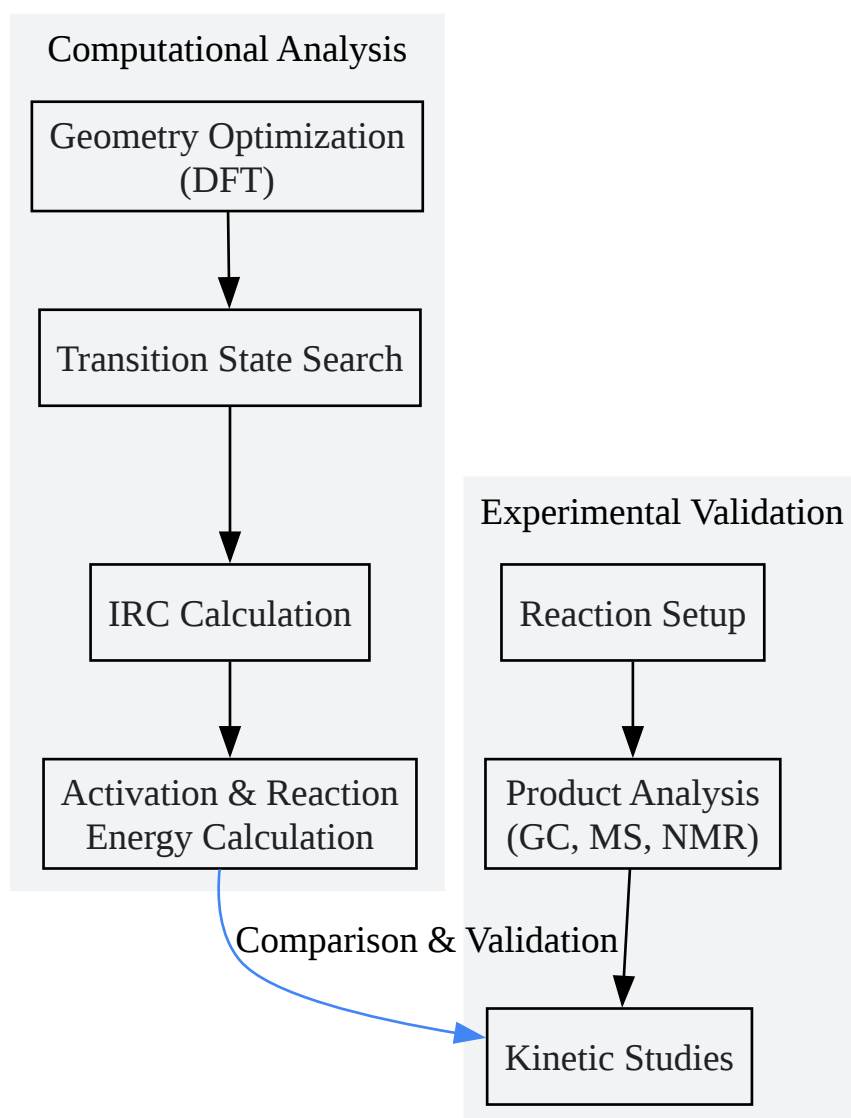 Computational Analysis
Geometry Optimization
(DFT)
Transition State Search
IRC Calculation
Activation & Reaction
Energy Calculation
Experimental Validation
Reaction Setup
Product Analysis
(GC, MS, NMR)
Comparison & Validation
Kinetic Studies